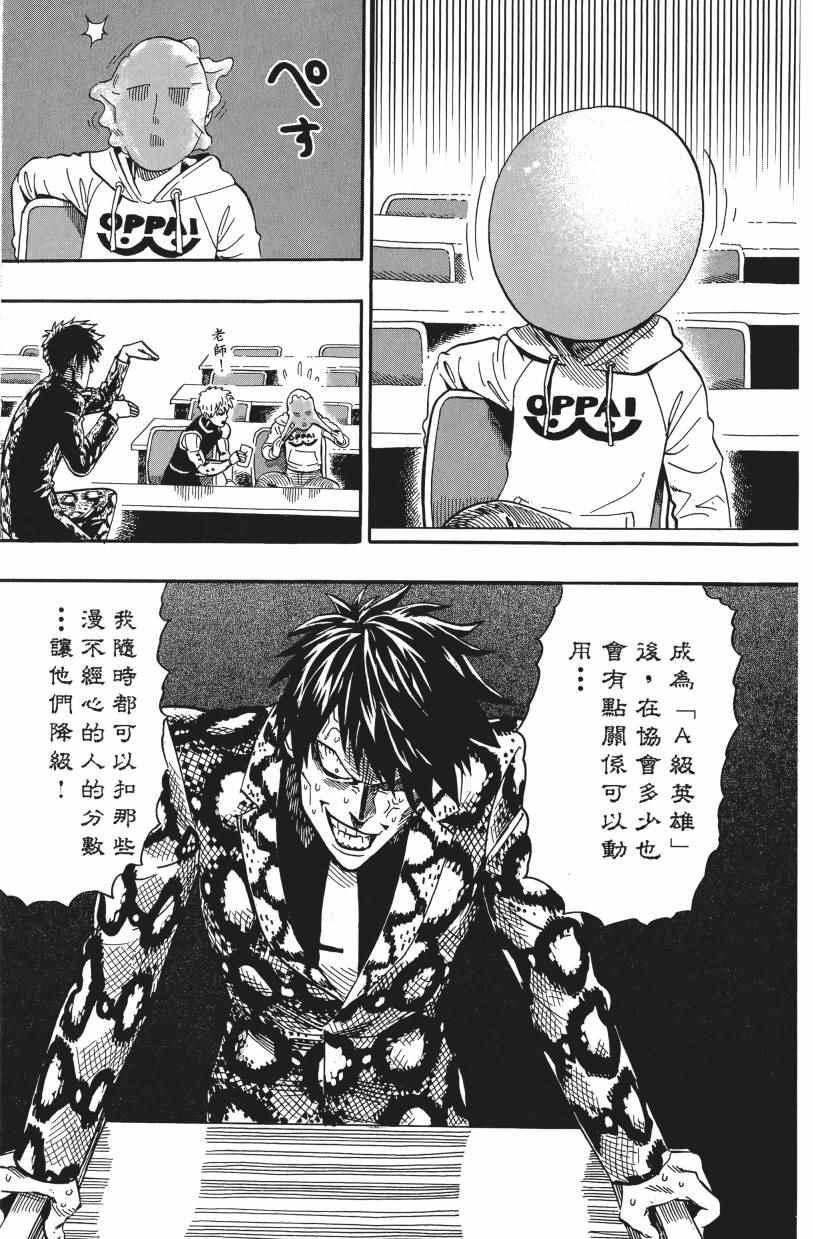 OPPAI
ぺす
OPPAI
老師！
OPPAI
成為「A級英雄」
後，在協會多少也
會有點關係可以動
用…
我隨時都可以扣那些
漫不經心的人的分數
…讓他們降級！